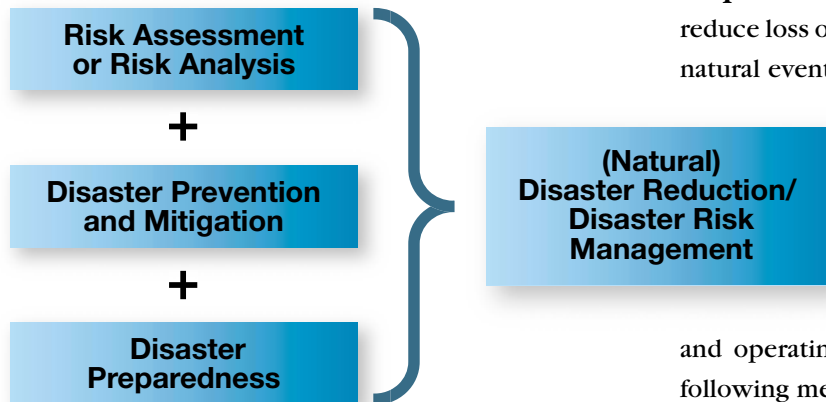 Risk Assessment
or Risk Analysis
+
Disaster Prevention
and Mitigation
+
Disaster
Preparedness
(Natural)
Disaster Reduction/
Disaster Risk
Management
reduce loss o
natural event
and operatin
following me